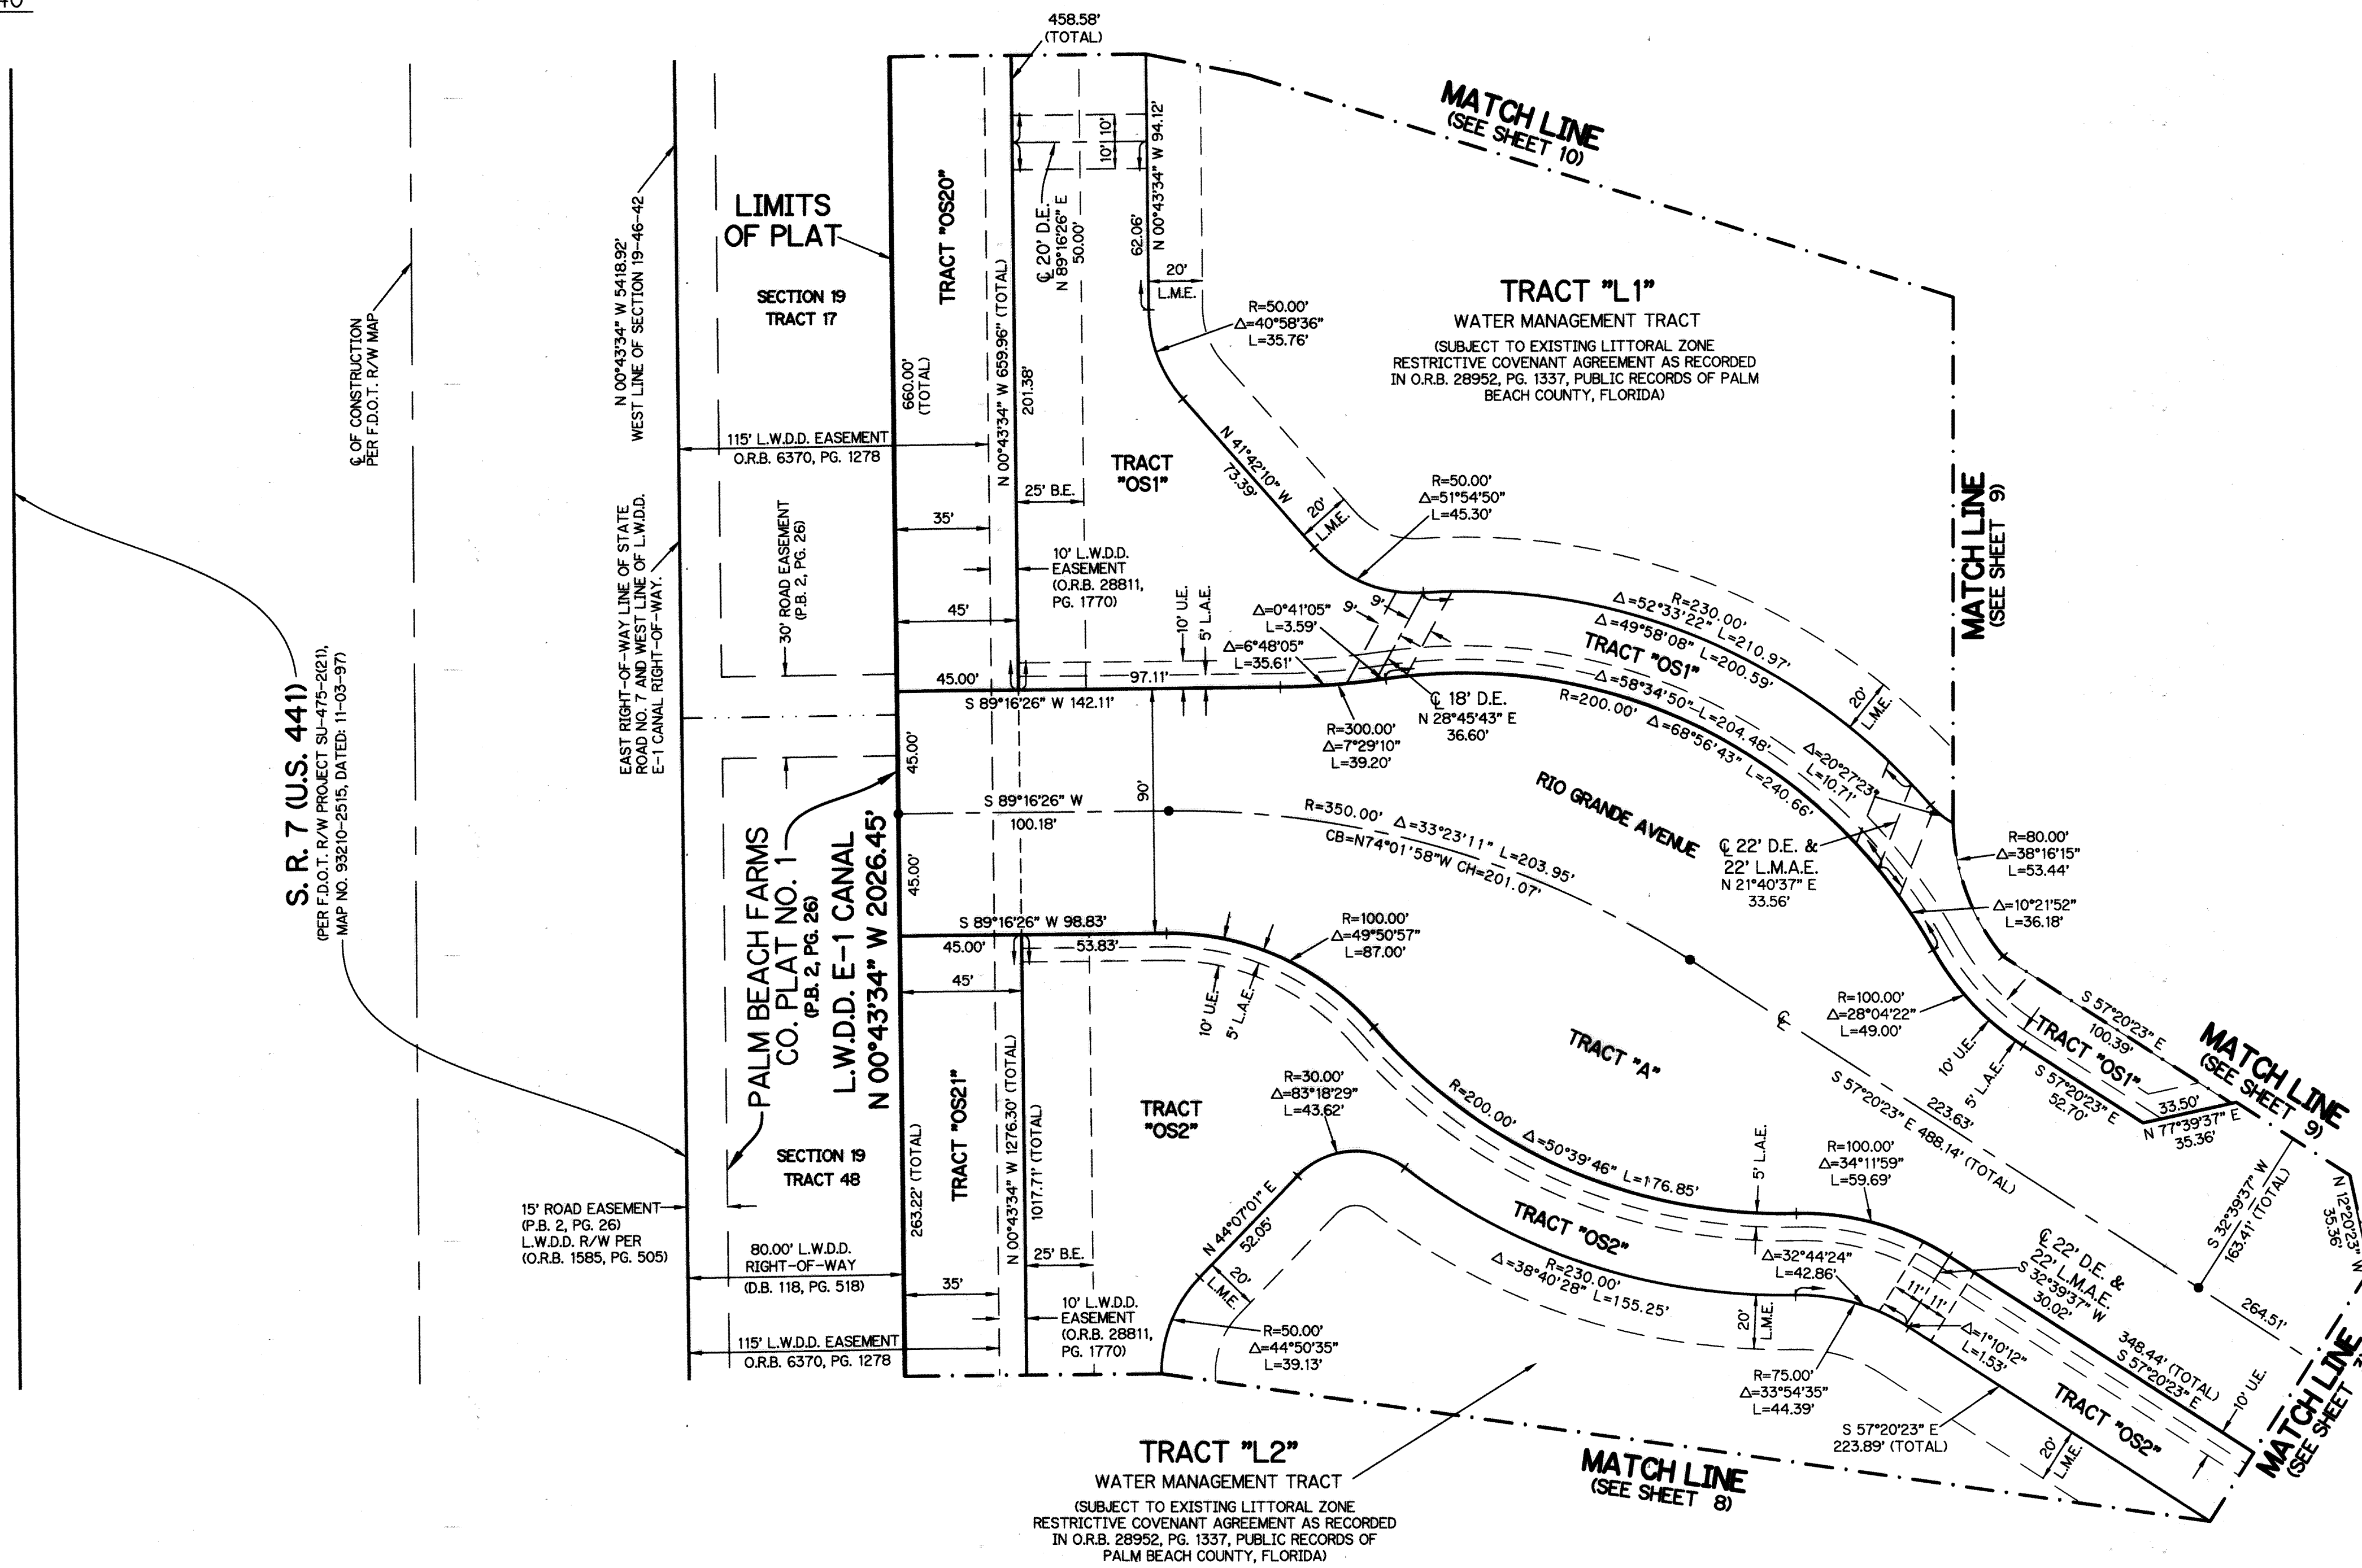 458.58'
(TOTAL)
MATCH LINE
(SEE SHEET 10)
LIMITS
OF PLAT
SECTION 19
TRACT 17
N 00°43'34" W 5418.92'
WEST LINE OF SECTION 19-46-42
℄ OF CONSTRUCTION
PER F.D.O.T. R/W MAP
TRACT "OS20"
660.00'
(TOTAL)
N 00°43'34" W 659.96' (TOTAL)
201.38'
℄ 20' D.E.
N 89°16'26" E
50.00'
10' 10'
N 00°43'34" W 94.12'
62.06'
20'
L.M.E.
R=50.00'
Δ=40°58'36"
L=35.76'
TRACT "L1"
WATER MANAGEMENT TRACT
(SUBJECT TO EXISTING LITTORAL ZONE
RESTRICTIVE COVENANT AGREEMENT AS RECORDED
IN O.R.B. 28952, PG. 1337, PUBLIC RECORDS OF PALM
BEACH COUNTY, FLORIDA)
115' L.W.D.D. EASEMENT
O.R.B. 6370, PG. 1278
TRACT
"OS1"
25' B.E.
N 41°42'10" W
73.39'
20'
L.M.E.
R=50.00'
Δ=51°54'50"
L=45.30'
MATCH LINE
(SEE SHEET 9)
35'
10' L.W.D.D.
EASEMENT
(O.R.B. 28811,
PG. 1770)
45'
30' ROAD EASEMENT
(P.B. 2, PG. 26)
EAST RIGHT-OF-WAY LINE OF STATE
ROAD NO. 7 AND WEST LINE OF L.W.D.D.
E-1 CANAL RIGHT-OF-WAY.
S. R. 7 (U.S. 441)
(PER F.D.O.T. R/W PROJECT SU-475-2(21),
MAP NO. 93210-2515, DATED: 11-03-97)
10' U.E.
5' L.A.E.
Δ=0°41'05"
L=3.59'
Δ=6°48'05"
L=35.61'
9'
9'
R=230.00'
Δ=52°33'22" L=210.97'
Δ=49°58'08" L=200.59'
TRACT "OS1"
Δ=58°34'50" L=204.48'
R=200.00' Δ=68°56'43" L=240.66'
20'
L.M.E.
45.00'
97.11'
S 89°16'26" W 142.11'
℄ 18' D.E.
N 28°45'43" E
36.60'
R=300.00'
Δ=7°29'10"
L=39.20'
Δ=20°27'23"
L=10.71'
RIO GRANDE AVENUE
45.00'
90'
S 89°16'26" W
100.18'
R=350.00' Δ=33°23'11" L=203.95'
CB=N74°01'58"W CH=201.07'
℄ 22' D.E. &
22' L.M.A.E.
N 21°40'37" E
33.56'
R=80.00'
Δ=38°16'15"
L=53.44'
Δ=10°21'52"
L=36.18'
45.00'
PALM BEACH FARMS
CO. PLAT NO. 1
(P.B. 2, PG. 26)
L.W.D.D. E-1 CANAL
N 00°43'34" W 2026.45'
S 89°16'26" W 98.83'
45.00'
53.83'
45'
R=100.00'
Δ=49°50'57"
L=87.00'
10' U.E.
5' L.A.E.
℄
TRACT "A"
R=100.00'
Δ=28°04'22"
L=49.00'
10' U.E.
5' L.A.E.
S 57°20'23" E
100.39'
TRACT "OS1"
S 57°20'23" E
52.70'
33.50'
N 77°39'37" E
35.36'
MATCH LINE
(SEE SHEET 9)
223.63'
S 57°20'23" E 488.14' (TOTAL)
S 32°39'37" W
163.41' (TOTAL)
N 12°20'23" W
35.36'
264.51'
TRACT "OS21"
263.22' (TOTAL)
N 00°43'34" W 1276.30' (TOTAL)
1017.71' (TOTAL)
TRACT
"OS2"
R=30.00'
Δ=83°18'29"
L=43.62'
R=200.00' Δ=50°39'46" L=176.85'
5' L.A.E.
R=100.00'
Δ=34°11'59"
L=59.69'
SECTION 19
TRACT 48
15' ROAD EASEMENT
(P.B. 2, PG. 26)
L.W.D.D. R/W PER
(O.R.B. 1585, PG. 505)
80.00' L.W.D.D.
RIGHT-OF-WAY
(D.B. 118, PG. 518)
35'
25' B.E.
N 44°07'01" E
52.05'
20'
L.M.E.
TRACT "OS2"
R=230.00'
Δ=38°40'28" L=155.25'
Δ=32°44'24"
L=42.86'
11' 11'
℄ 22' D.E. &
22' L.M.A.E.
S 32°39'37" W
30.02'
10' L.W.D.D.
EASEMENT
(O.R.B. 28811,
PG. 1770)
115' L.W.D.D. EASEMENT
O.R.B. 6370, PG. 1278
R=50.00'
Δ=44°50'35"
L=39.13'
20'
L.M.E.
Δ=1°10'12"
L=1.53'
348.44' (TOTAL)
S 57°20'23" E
10' U.E.
R=75.00'
Δ=33°54'35"
L=44.39'
S 57°20'23" E
223.89' (TOTAL)
20'
L.M.E.
TRACT "OS2"
MATCH LINE
(SEE SHEET
TRACT "L2"
WATER MANAGEMENT TRACT
(SUBJECT TO EXISTING LITTORAL ZONE
RESTRICTIVE COVENANT AGREEMENT AS RECORDED
IN O.R.B. 28952, PG. 1337, PUBLIC RECORDS OF
PALM BEACH COUNTY, FLORIDA)
MATCH LINE
(SEE SHEET 8)